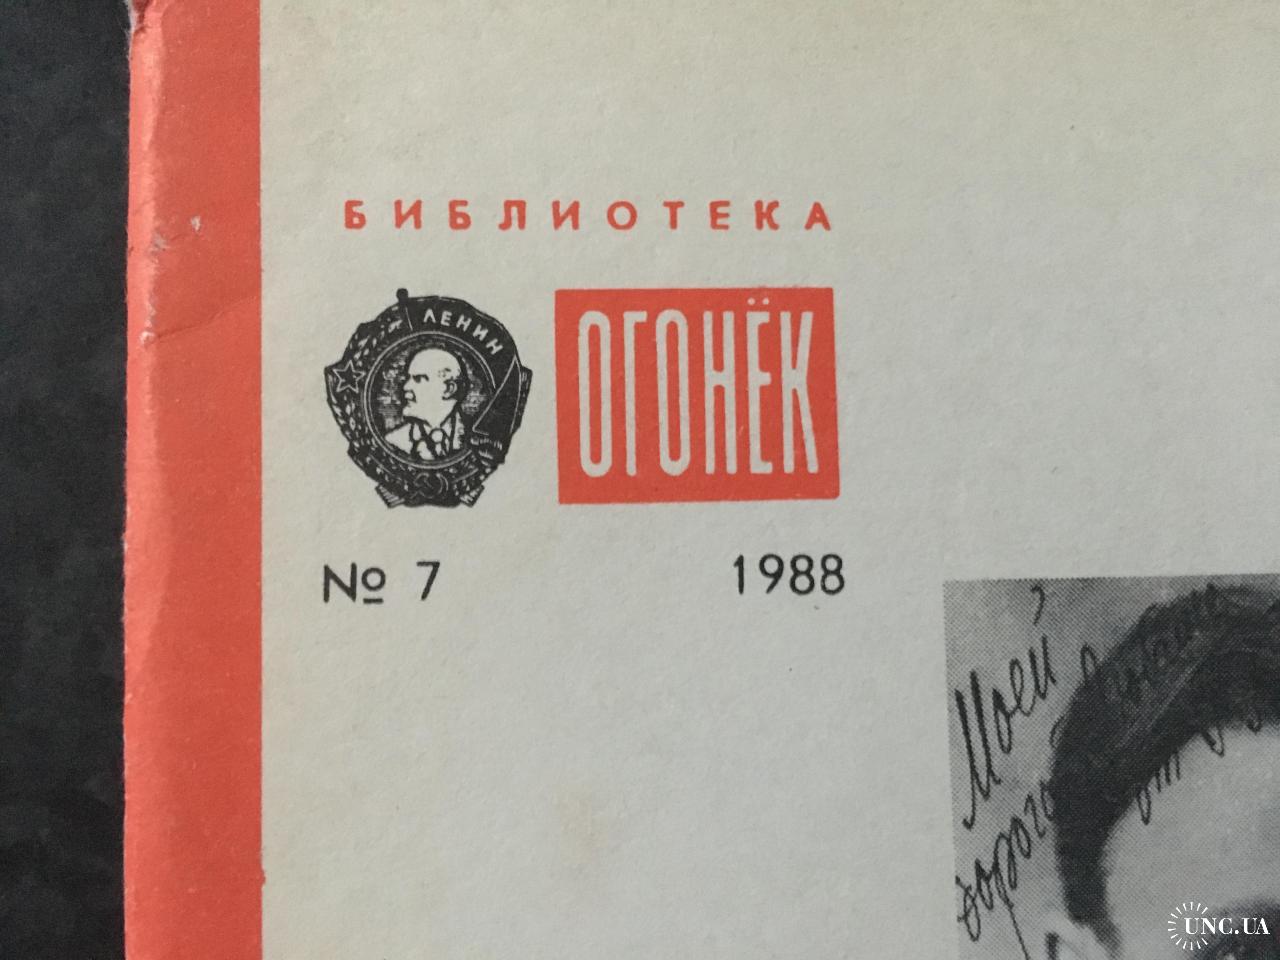 БИБЛИОТЕКА
ЛЕНИН
ОГОНЁК
№ 7 1988
Моей
UNC.UA